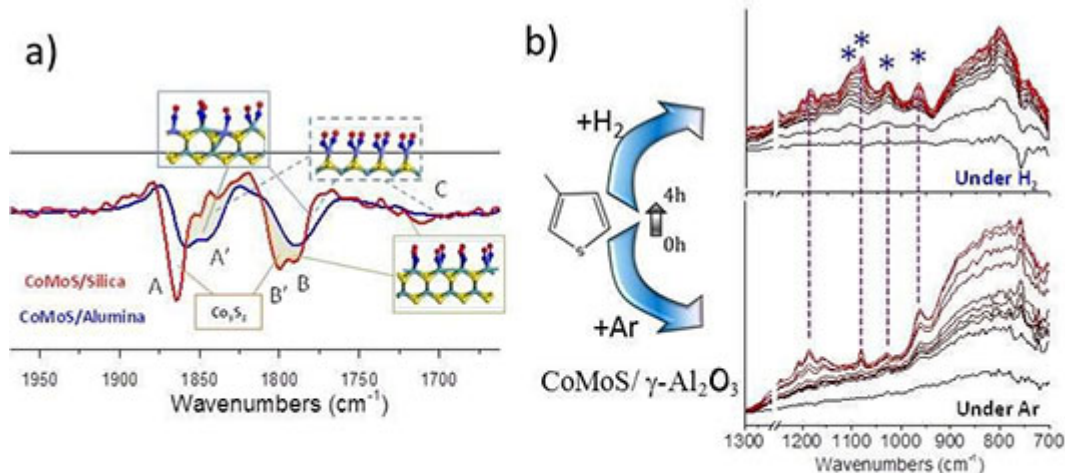 a)
C
A
A'
B'
B
CoMoS/Silica
CoMoS/Alumina
Co₉S₈
1950 1900 1850 1800 1750 1700
Wavenumbers (cm⁻¹)
b)
+H₂
4h
0h
S
+Ar
CoMoS/ γ-Al₂O₃
* * * *
Under H₂
Under Ar
1300 1200 1100 1000 900 800 700
Wavenumbers (cm⁻¹)